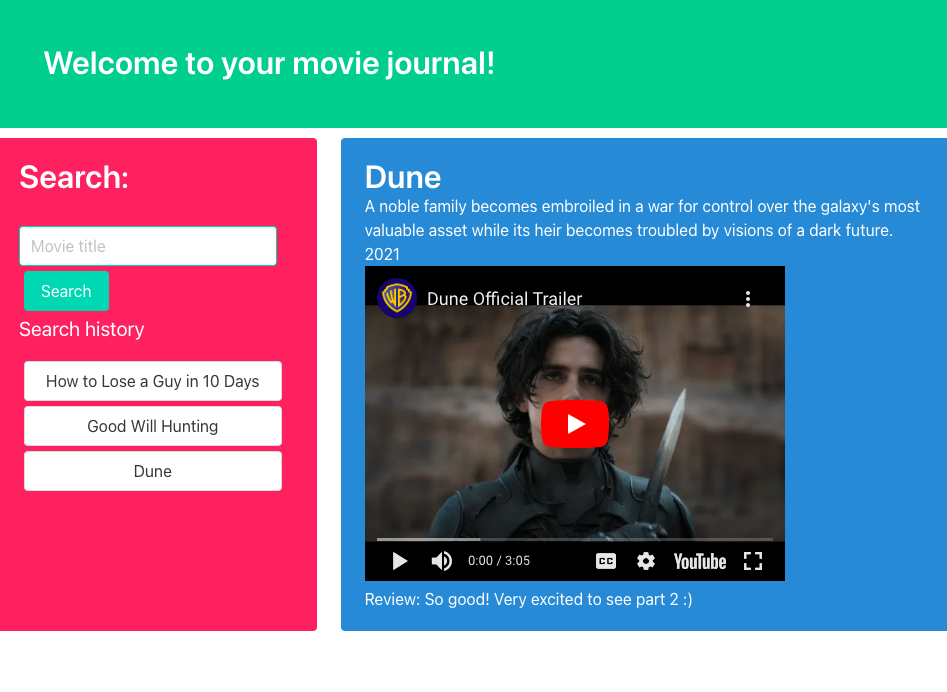 Welcome to your movie journal!
Search:
Movie title
Search
Search history
How to Lose a Guy in 10 Days
Good Will Hunting
Dune
Dune
A noble family becomes embroiled in a war for control over the galaxy's most
valuable asset while its heir becomes troubled by visions of a dark future.
2021
WB
Dune Official Trailer
0:00 / 3:05
CC
YouTube
Review: So good! Very excited to see part 2 :)